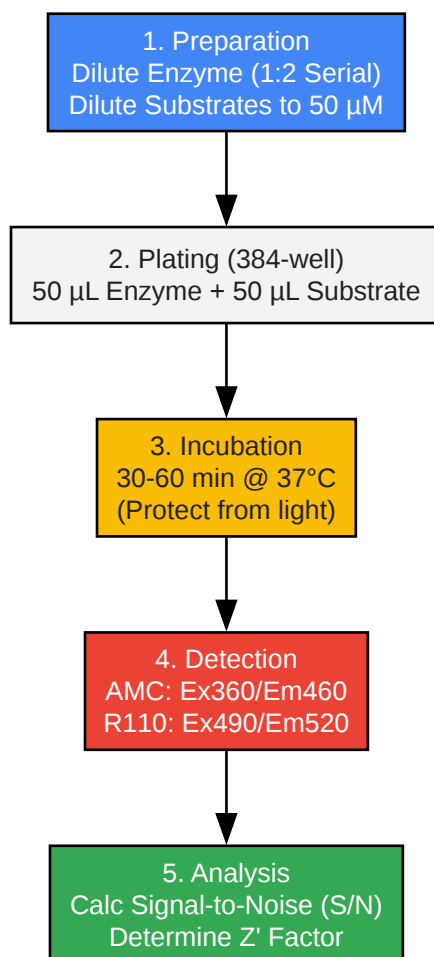 1. Preparation
Dilute Enzyme (1:2 Serial)
Dilute Substrates to 50 µM
2. Plating (384-well)
50 µL Enzyme + 50 µL Substrate
3. Incubation
30-60 min @ 37°C
(Protect from light)
4. Detection
AMC: Ex360/Em460
R110: Ex490/Em520
5. Analysis
Calc Signal-to-Noise (S/N)
Determine Z' Factor